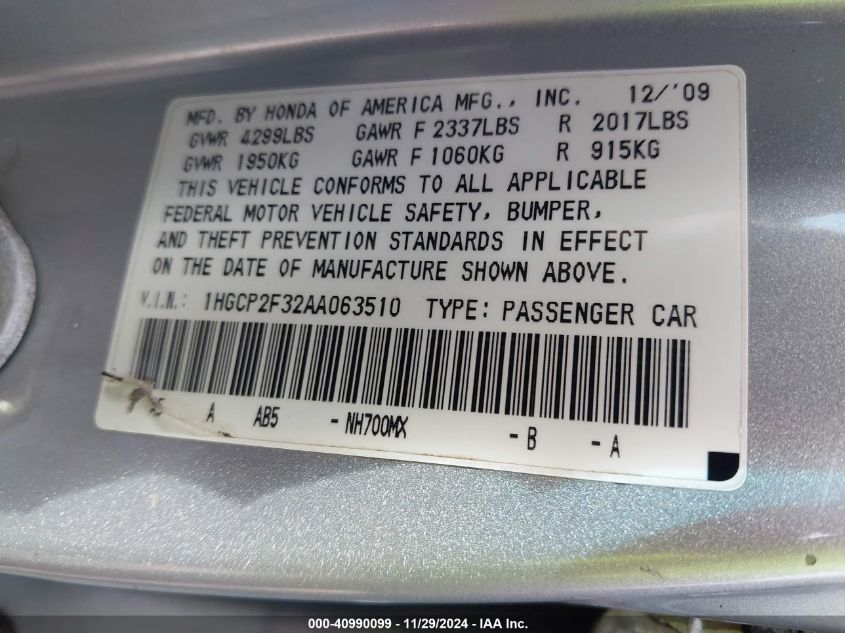 MFD. BY HONDA OF AMERICA MFG., INC. 12/'09
GVWR 4299LBS GAWR F 2337LBS R 2017LBS
GVWR 1950KG GAWR F 1060KG R 915KG
THIS VEHICLE CONFORMS TO ALL APPLICABLE
FEDERAL MOTOR VEHICLE SAFETY, BUMPER,
AND THEFT PREVENTION STANDARDS IN EFFECT
ON THE DATE OF MANUFACTURE SHOWN ABOVE.
V.I.N.: 1HGCP2F32AA063510 TYPE: PASSENGER CAR
A AB5 -NH700MX -B -A
000-40990099 | 11/29/2024 - IAA Inc.